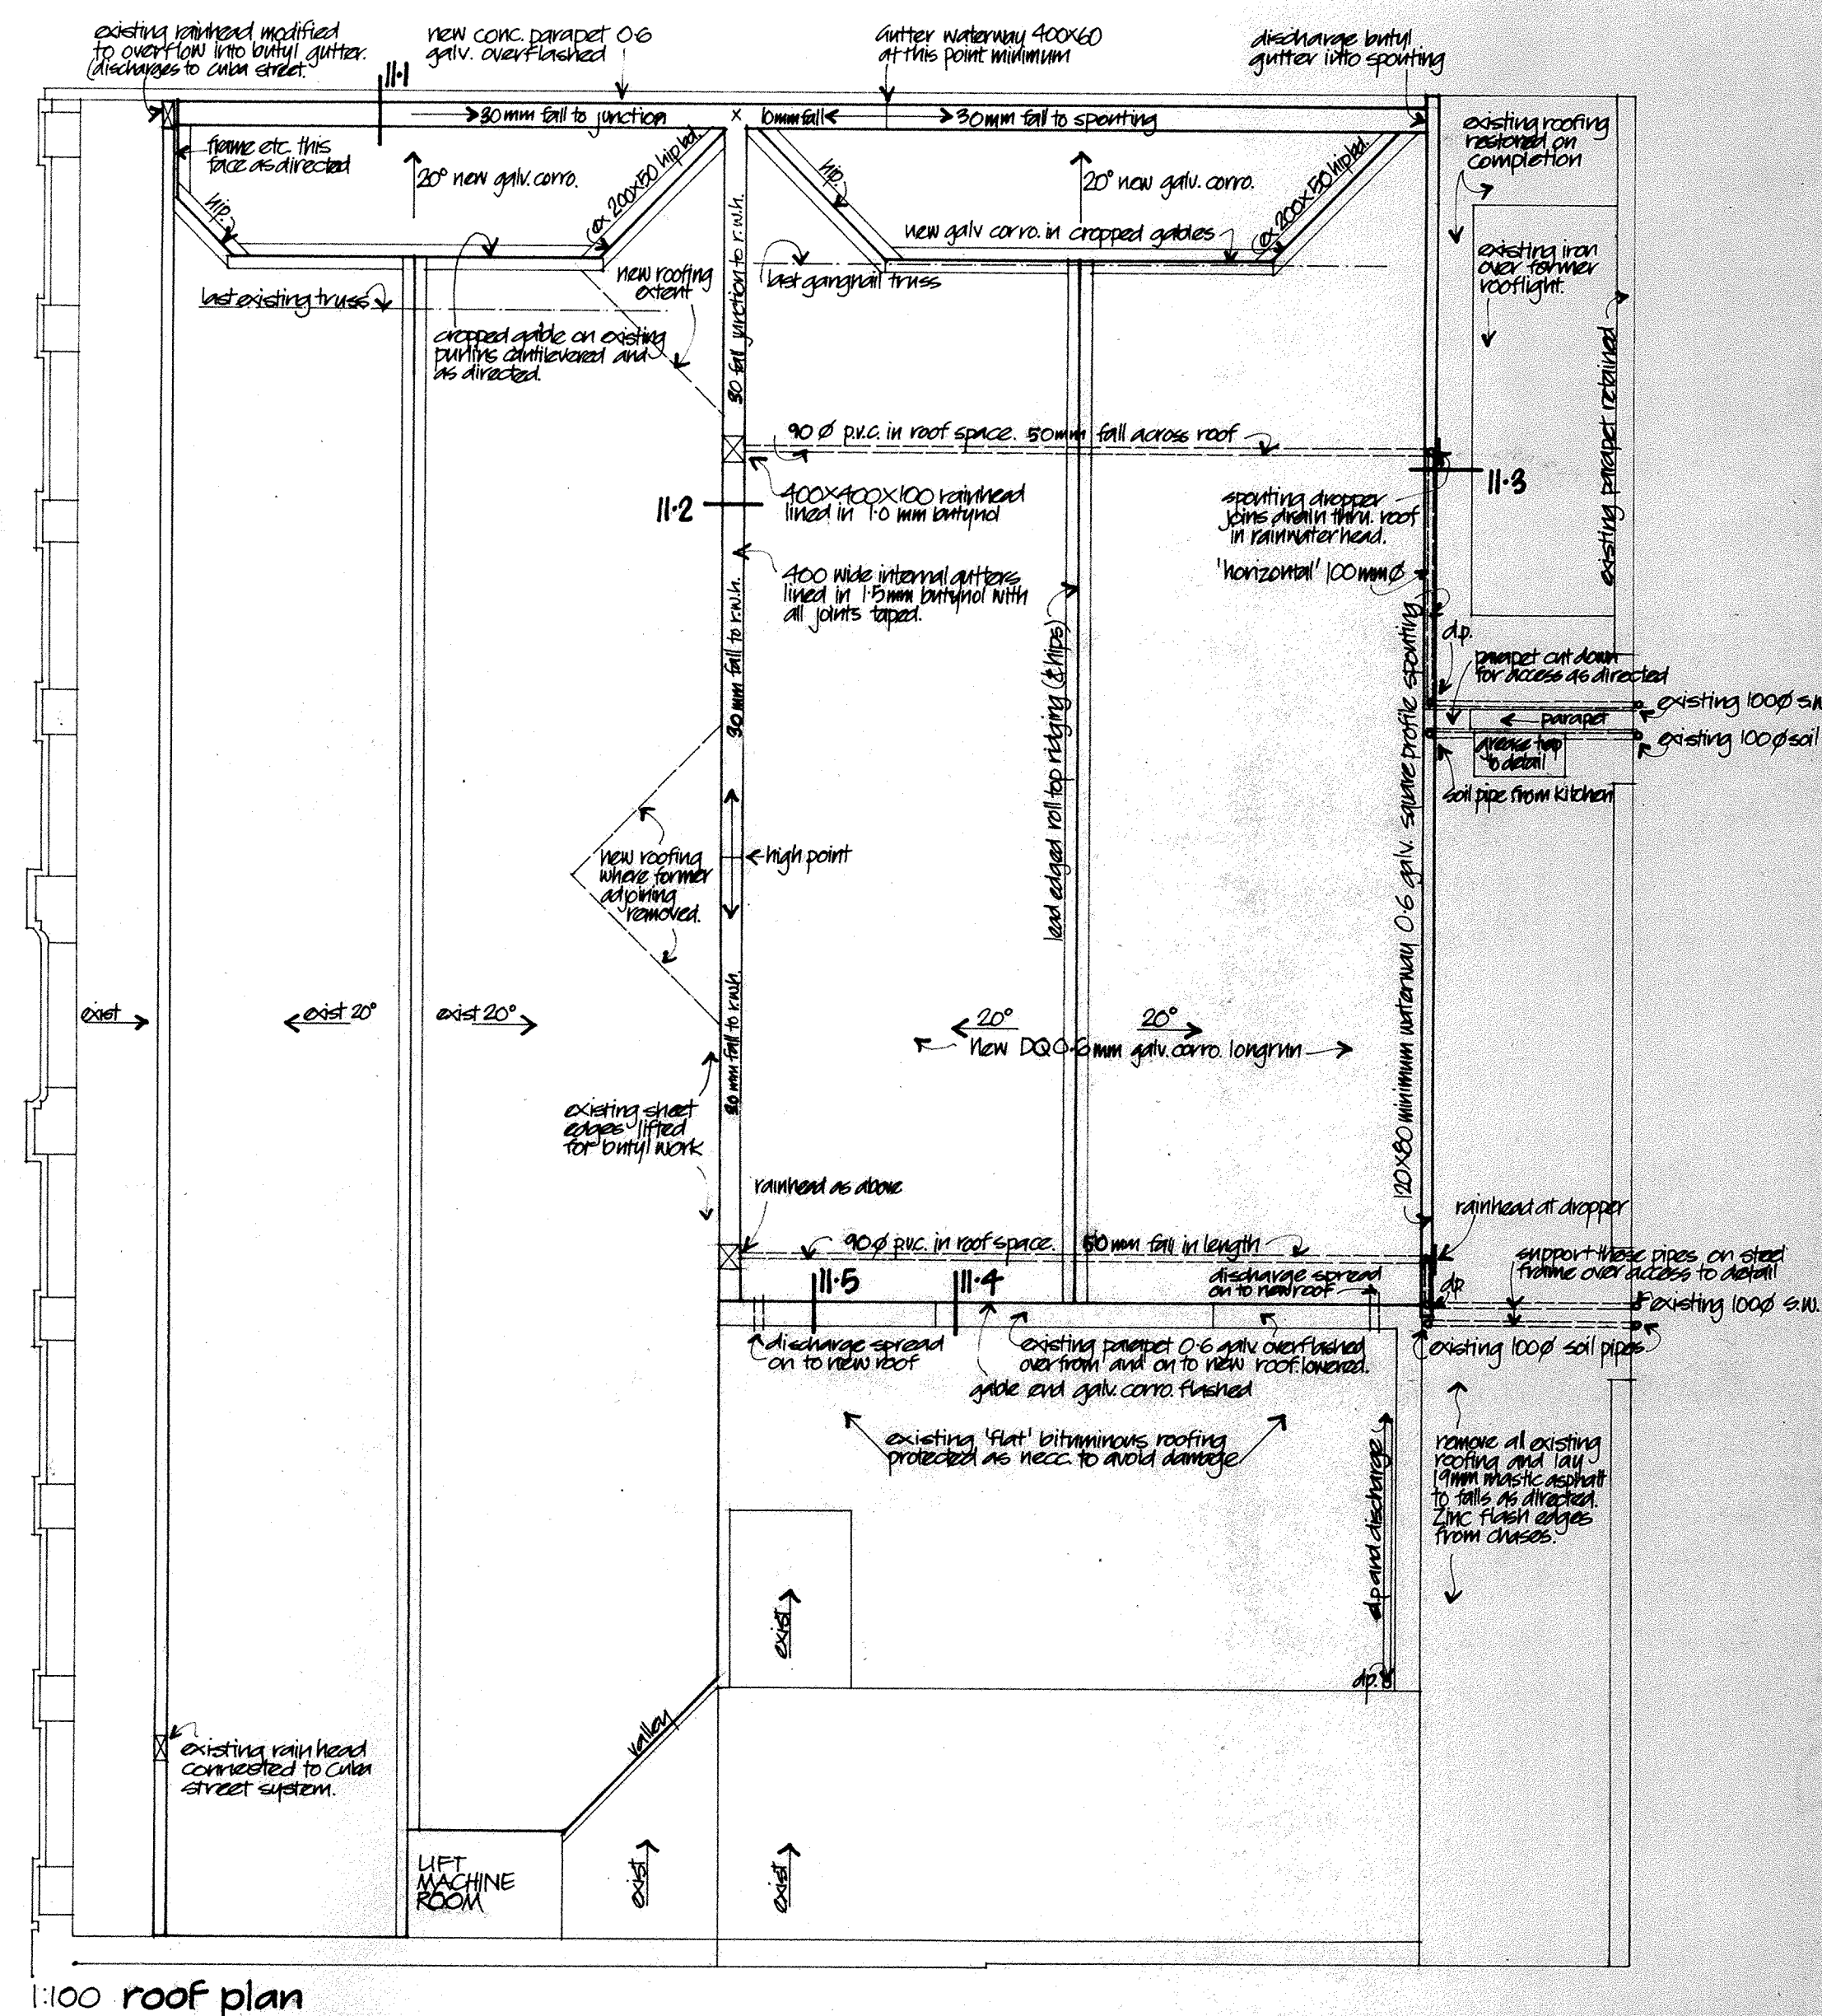 existing rainhead modified
to overflow into butyl gutter.
(discharges to Cuba street.
11·1
new conc. parapet 0·6
galv. overflashed
Gutter waterway 400x60
at this point minimum
discharge butyl
gutter into spouting
30mm fall to junction
x
10mm fall
30mm fall to spouting
frame etc. this
face as directed
20° new galv. corro.
ex 200x50 hip bd.
hip.
hip.
20° new galv. corro.
ex 200x50 hip bd.
existing roofing
restored on
completion
new galv corro. in cropped gables
new roofing
extent
last gangnail truss
last existing truss
30 fall junction to r.w.h.
existing iron
over former
rooflight.
existing parapet retained
cropped gable on existing
purlins cantilevered and
as directed.
90 Ø p.v.c. in roof space. 50mm fall across roof
11·2
400X400X100 rainhead
lined in 1·0 mm butynol
11·3
spouting dropper
joins drain thru. roof
in rainwater head.
'horizontal' 100mmØ
400 wide internal gutters
lined in 1·5mm butynol with
all joints taped.
30mm fall to r.w.h.
lead edged roll top ridging (& hips)
120X80 minimum waterway 0·6 galv. square profile spouting
d.p.
parapet cut down
for access as directed
existing 100Ø s.w
parapet
existing 100Ø soil
grease trap
to detail
soil pipe from kitchen
new roofing
where former
adjoining
removed.
high point
exist
exist 20°
exist 20°
20°
20°
new DQ 0·6mm galv. corro. longrun
30 mm fall to r.w.h.
existing sheet
edges lifted
for butyl work
rainhead as above
rainhead at dropper
90Ø p.v.c. in roof space. 50mm fall in length
11·5
11·4
discharge spread
on to new roof
support these pipes on steel
frame over access to detail
d.p.
existing 100Ø s.w.
discharge spread
on to new roof
existing parapet 0·6 galv. overflashed
over from and on to new roof. lowered.
existing 100Ø soil pipes
gable end galv. corro. flashed
existing 'flat' bituminous roofing
protected as necc. to avoid damage
d.p and discharge
remove all existing
roofing and lay
19mm mastic asphalt
to falls as directed.
Zinc flash edges
from chases.
exist
d.p.
valley
existing rain head
connected to Cuba
street system.
LIFT
MACHINE
ROOM
exist
exist
1:100 roof plan